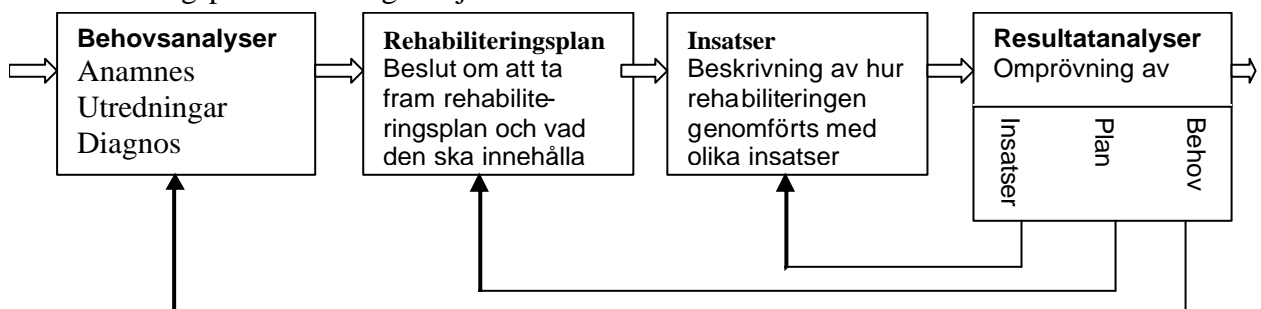 Behovsanalyser
Anamnes
Utredningar
Diagnos
Rehabiliteringsplan
Beslut om att ta
fram rehabilite-
ringsplan och vad
den ska innehålla
Insatser
Beskrivning av hur
rehabiliteringen
genomförts med
olika insatser
Resultatanalyser
Omprövning av
Insatser
Plan
Behov